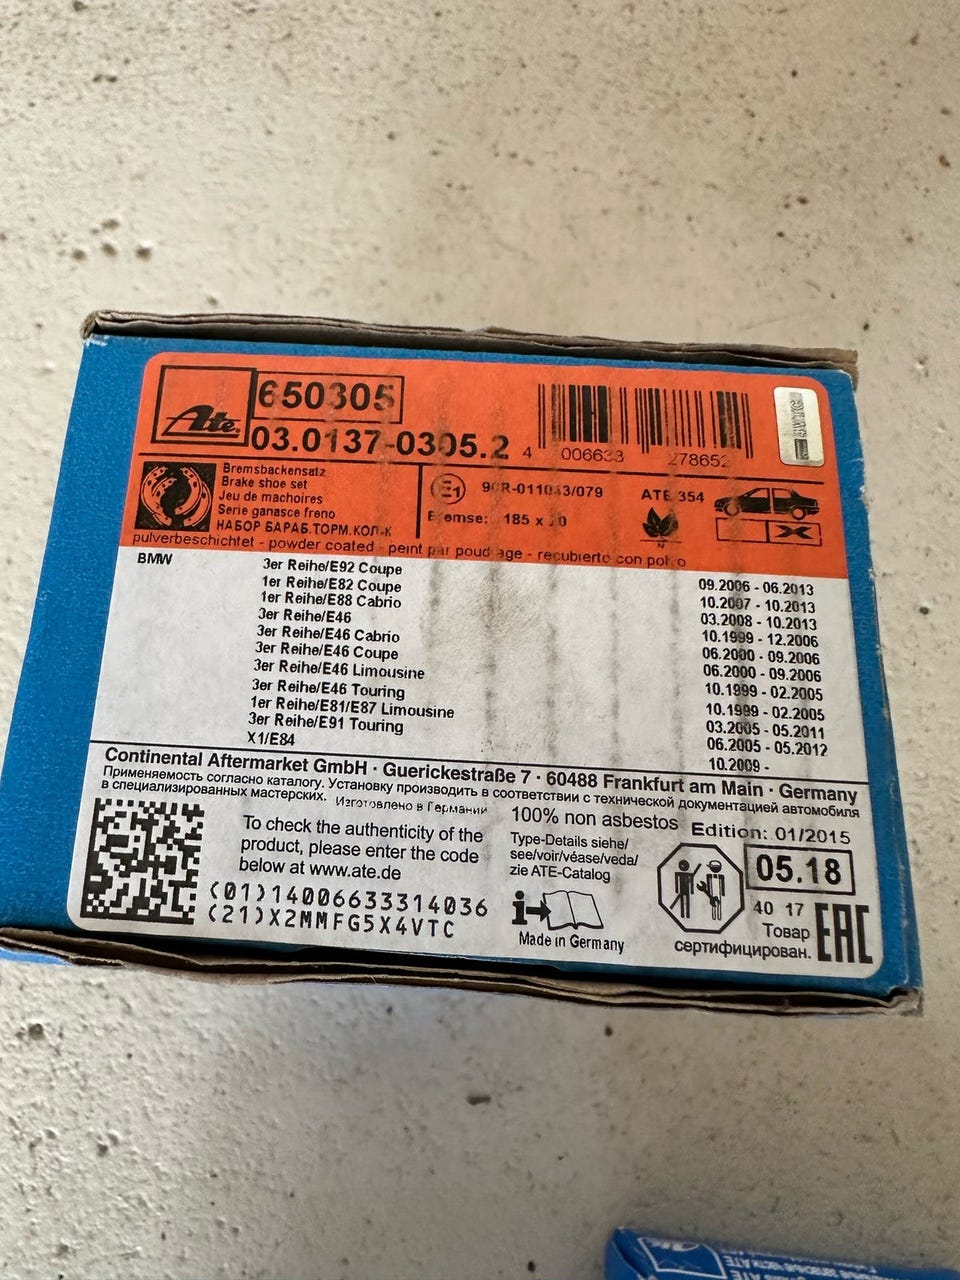 Ate
650305
03.0137-0305.2
4 006633 278652
Bremsbackensatz
Brake shoe set
Jeu de machoires
Serie ganasce freno
НАБОР БАРАБ.ТОРМ.КОЛ-К
E1
90R-011043/079
ATE 354
Bremse: 185 x 20
pulverbeschichtet - powder coated - peint par poudrage - recubierto con polvo
BMW
3er Reihe/E92 Coupe 09.2006 - 06.2013
1er Reihe/E82 Coupe 10.2007 - 10.2013
1er Reihe/E88 Cabrio 03.2008 - 10.2013
3er Reihe/E46 10.1999 - 12.2006
3er Reihe/E46 Cabrio 06.2000 - 09.2006
3er Reihe/E46 Coupe 06.2000 - 09.2006
3er Reihe/E46 Limousine 10.1999 - 02.2005
3er Reihe/E46 Touring 10.1999 - 02.2005
1er Reihe/E81/E87 Limousine 03.2005 - 05.2011
3er Reihe/E91 Touring 06.2005 - 05.2012
X1/E84 10.2009 -
Continental Aftermarket GmbH · Guerickestraße 7 · 60488 Frankfurt am Main · Germany
Применяемость согласно каталогу. Установку производить в соответствии с технической документацией автомобиля
в специализированных мастерских. Изготовлено в Германии
100% non asbestos
Edition: 01/2015
To check the authenticity of the
product, please enter the code
below at www.ate.de
(01)14006633314036
(21)X2MMFG5X4VTC
Type-Details siehe/
see/voir/véase/veda/
zie ATE-Catalog
Made in Germany
05.18
40 17
Товар
сертифицирован.
EAC
Ate